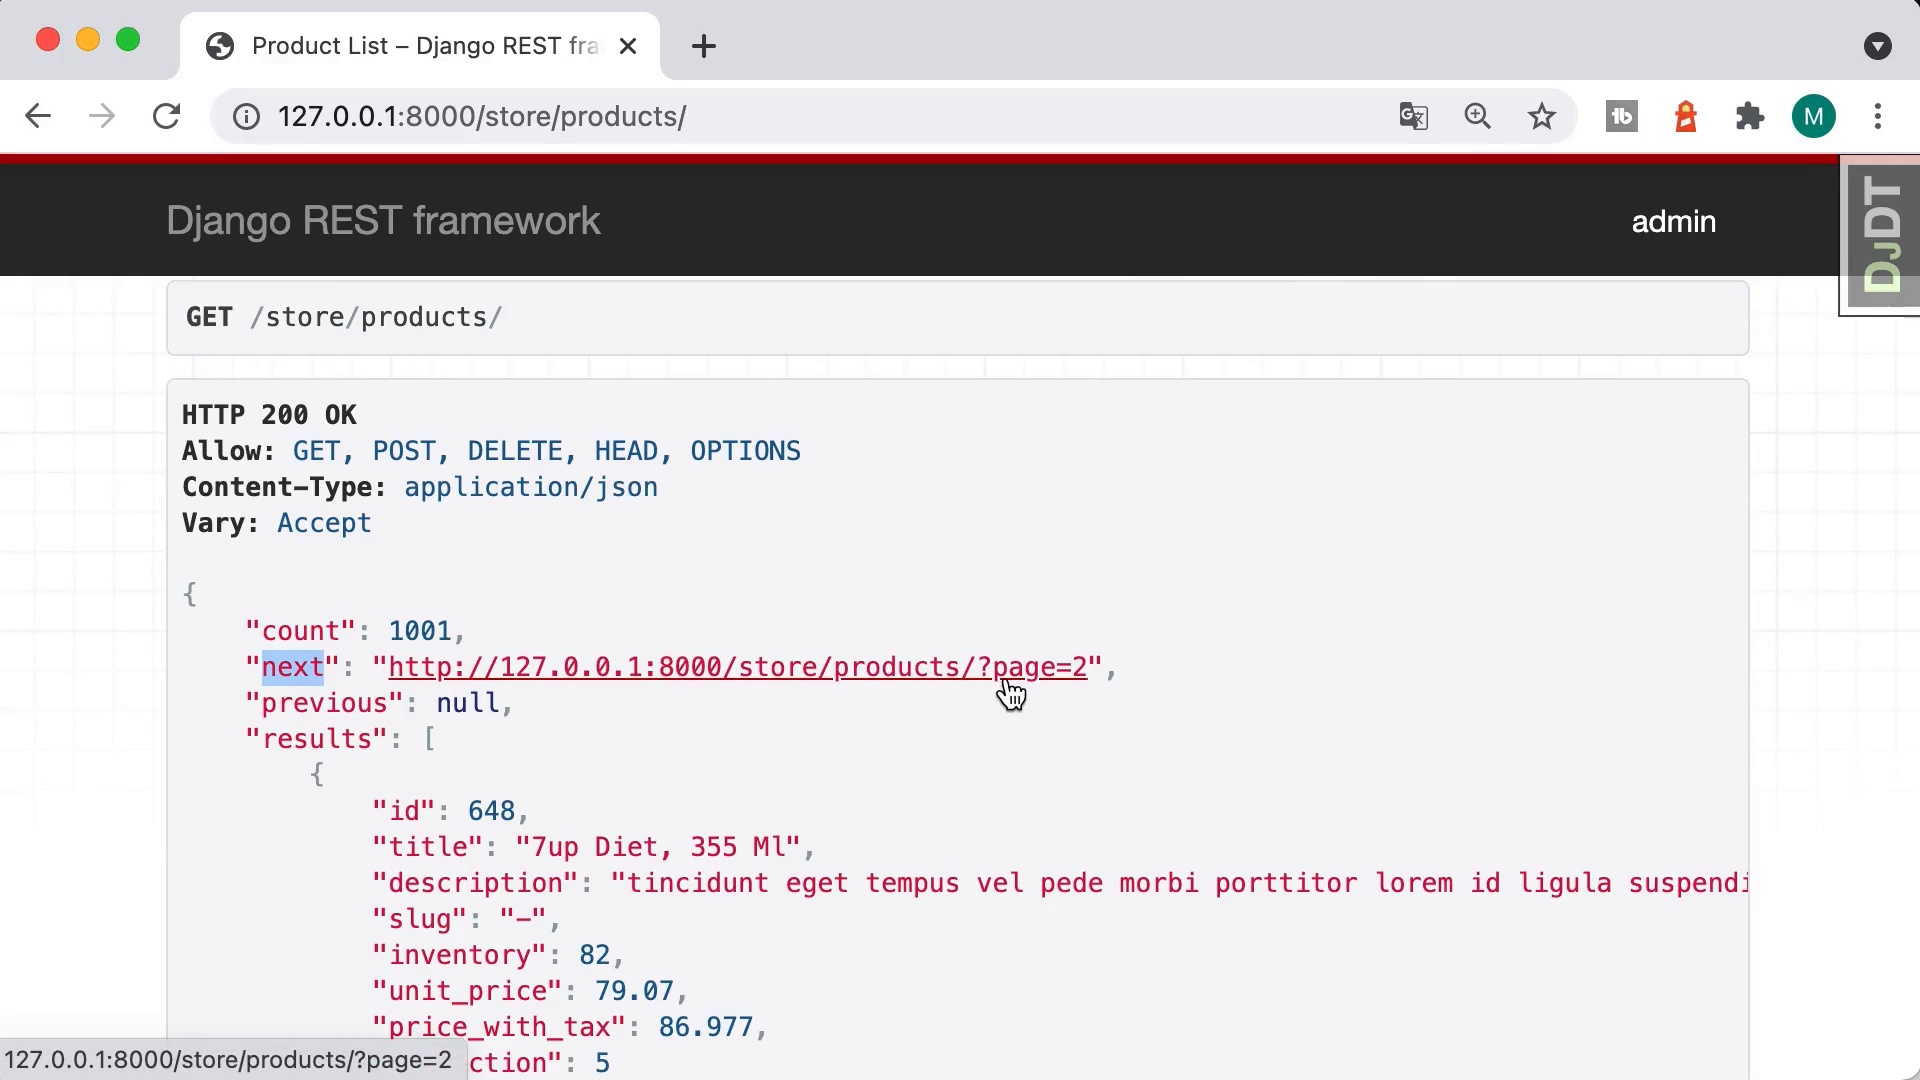 Product List – Django REST fra
127.0.0.1:8000/store/products/
M
Django REST framework
admin
DJDT
GET /store/products/
HTTP 200 OK
Allow: GET, POST, DELETE, HEAD, OPTIONS
Content-Type: application/json
Vary: Accept
{
"count": 1001,
"next": "http://127.0.0.1:8000/store/products/?page=2",
"previous": null,
"results": [
{
"id": 648,
"title": "7up Diet, 355 Ml",
"description": "tincidunt eget tempus vel pede morbi porttitor lorem id ligula suspendi
"slug": "-",
"inventory": 82,
"unit_price": 79.07,
"price_with_tax": 86.977,
ction": 5
127.0.0.1:8000/store/products/?page=2